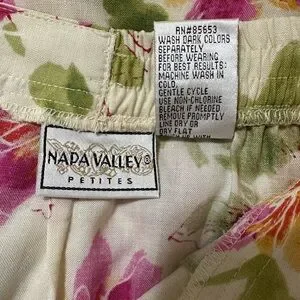 RN#85653
WASH DARK COLORS
SEPARATELY
BEFORE WEARING
FOR BEST RESULTS:
MACHINE WASH IN
COLD,
GENTLE CYCLE
USE NON-CHLORINE
BLEACH IF NEEDED
REMOVE PROMPTLY
LINE DRY OR
DRY FLAT
WITH
NAPA VALLEY®
PETITES